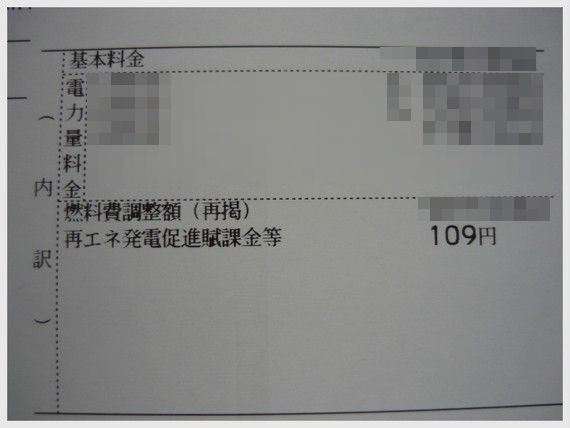 基本料金
電力量料金
（内訳）
燃料費調整額（再掲）
再エネ発電促進賦課金等 109円